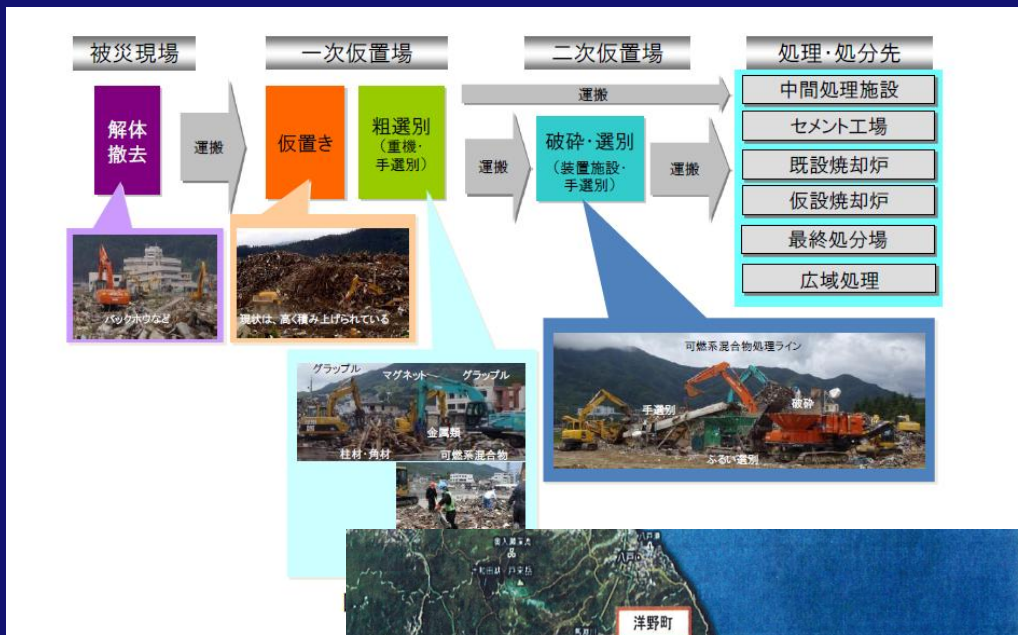 被災現場
一次仮置場
二次仮置場
処理・処分先
解体
撤去
運搬
仮置き
粗選別
(重機・
手選別)
運搬
運搬
破砕・選別
(装置施設・
手選別)
運搬
中間処理施設
セメント工場
既設焼却炉
仮設焼却炉
最終処分場
広域処理
バックホウなど
現状は、高く積み上げられている
グラップル
マグネット
グラップル
金属類
柱材・角材
可燃系混合物
可燃系混合物処理ライン
手選別
破砕
ふるい選別
八戸
洋野町